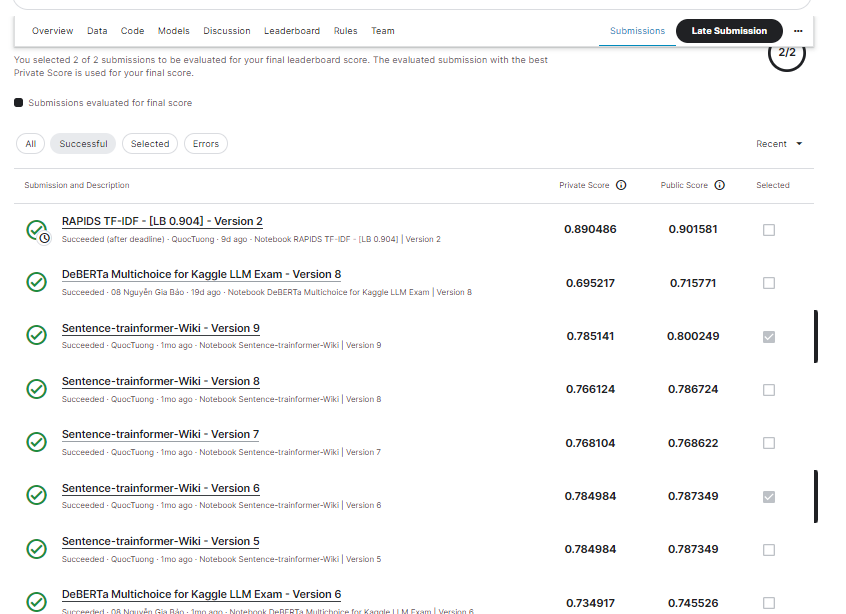 Overview Data Code Models Discussion Leaderboard Rules Team Submissions Late Submission ...
You selected 2 of 2 submissions to be evaluated for your final leaderboard score. The evaluated submission with the best
Private Score is used for your final score.
2/2
Submissions evaluated for final score
All Successful Selected Errors Recent
Submission and Description Private Score Public Score Selected
RAPIDS TF-IDF - [LB 0.904] - Version 2 0.890486 0.901581
Succeeded (after deadline) · QuocTuong · 9d ago · Notebook RAPIDS TF-IDF - [LB 0.904] | Version 2
DeBERTa Multichoice for Kaggle LLM Exam - Version 8 0.695217 0.715771
Succeeded · 08 Nguyễn Gia Bảo · 19d ago · Notebook DeBERTa Multichoice for Kaggle LLM Exam | Version 8
Sentence-trainformer-Wiki - Version 9 0.785141 0.800249
Succeeded · QuocTuong · 1mo ago · Notebook Sentence-trainformer-Wiki | Version 9
Sentence-trainformer-Wiki - Version 8 0.766124 0.786724
Succeeded · QuocTuong · 1mo ago · Notebook Sentence-trainformer-Wiki | Version 8
Sentence-trainformer-Wiki - Version 7 0.768104 0.768622
Succeeded · QuocTuong · 1mo ago · Notebook Sentence-trainformer-Wiki | Version 7
Sentence-trainformer-Wiki - Version 6 0.784984 0.787349
Succeeded · QuocTuong · 1mo ago · Notebook Sentence-trainformer-Wiki | Version 6
Sentence-trainformer-Wiki - Version 5 0.784984 0.787349
Succeeded · QuocTuong · 1mo ago · Notebook Sentence-trainformer-Wiki | Version 5
DeBERTa Multichoice for Kaggle LLM Exam - Version 6 0.734917 0.745526
Succeeded · 08 Nguyễn Gia Bảo · 1mo ago · Notebook DeBERTa Multichoice for Kaggle LLM Exam | Version 6